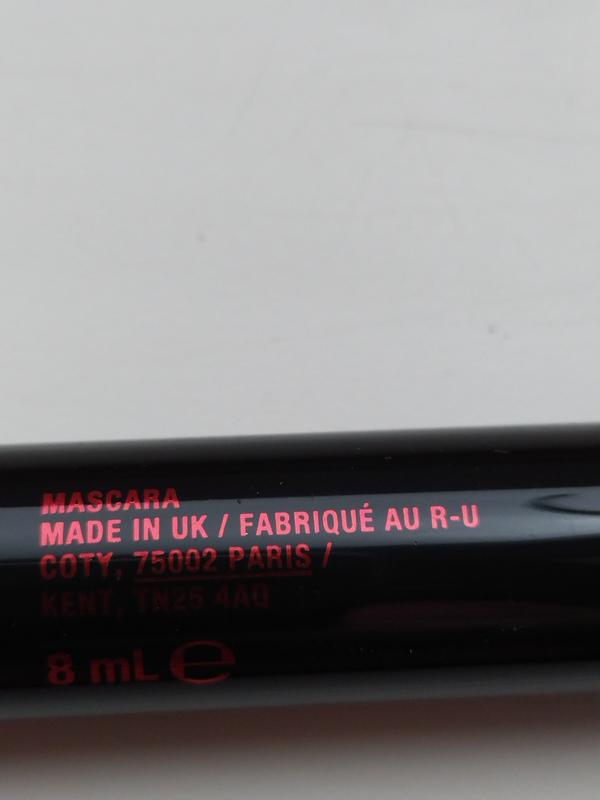 MASCARA
MADE IN UK / FABRIQUÉ AU R-U
COTY, 75002 PARIS /
KENT, TN25 4AQ
8 mL ℮